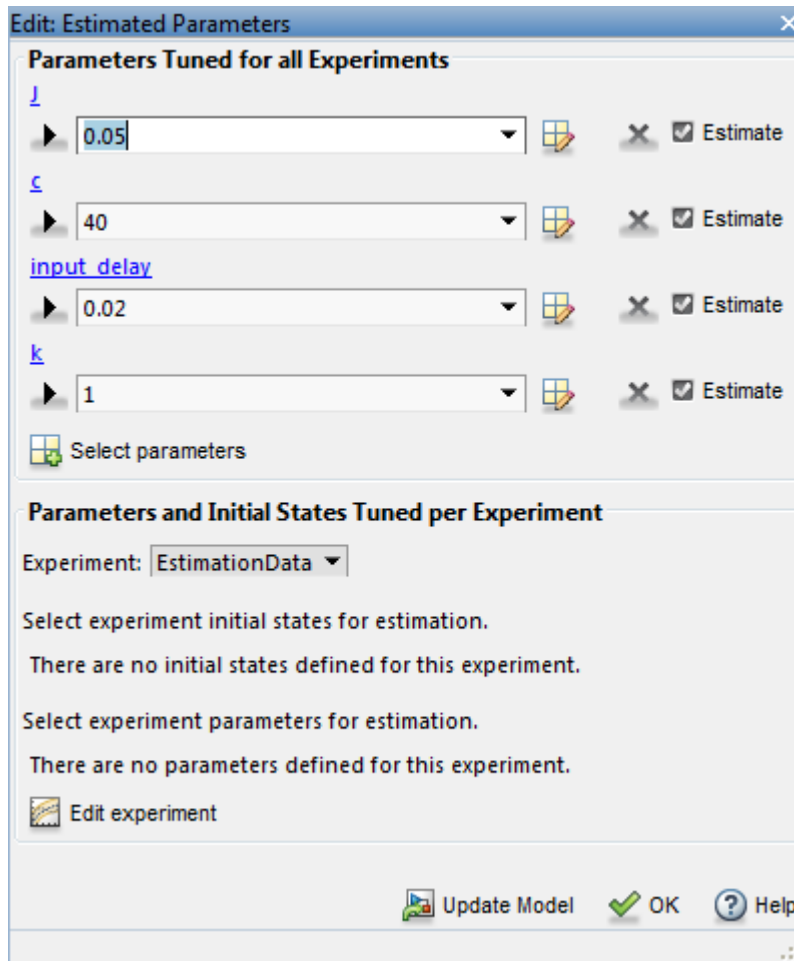 Edit: Estimated Parameters
Parameters Tuned for all Experiments
J
0.05 Estimate
c
40 Estimate
input_delay
0.02 Estimate
k
1 Estimate
Select parameters
Parameters and Initial States Tuned per Experiment
Experiment: EstimationData
Select experiment initial states for estimation.
There are no initial states defined for this experiment.
Select experiment parameters for estimation.
There are no parameters defined for this experiment.
Edit experiment
Update Model OK Help